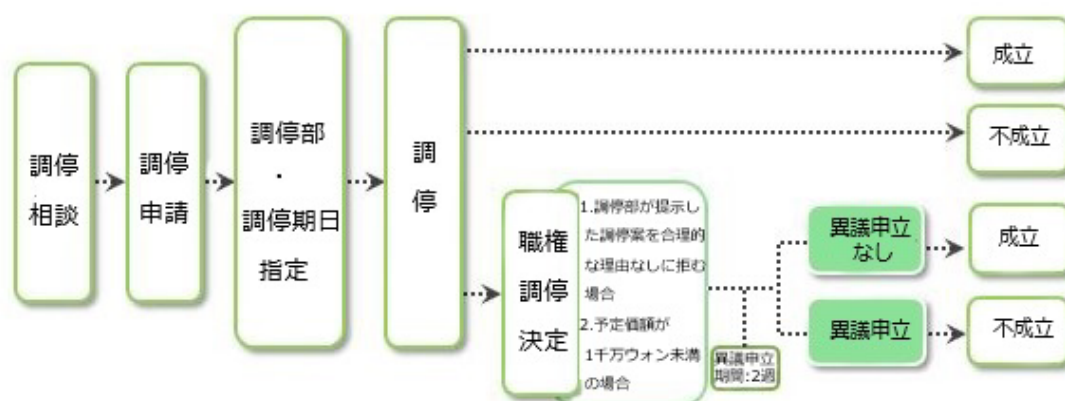 調停
相談
調停
申請
調停部
・
調停期日
指定
調
停
成立
不成立
職権
調停
決定
1.調停部が提示し
た調停案を合理的
な理由なしに拒む
場合
2.予定価額が
1千万ウォン未満
の場合
異議申立
期間:2週
異議申立
なし
成立
異議申立
不成立